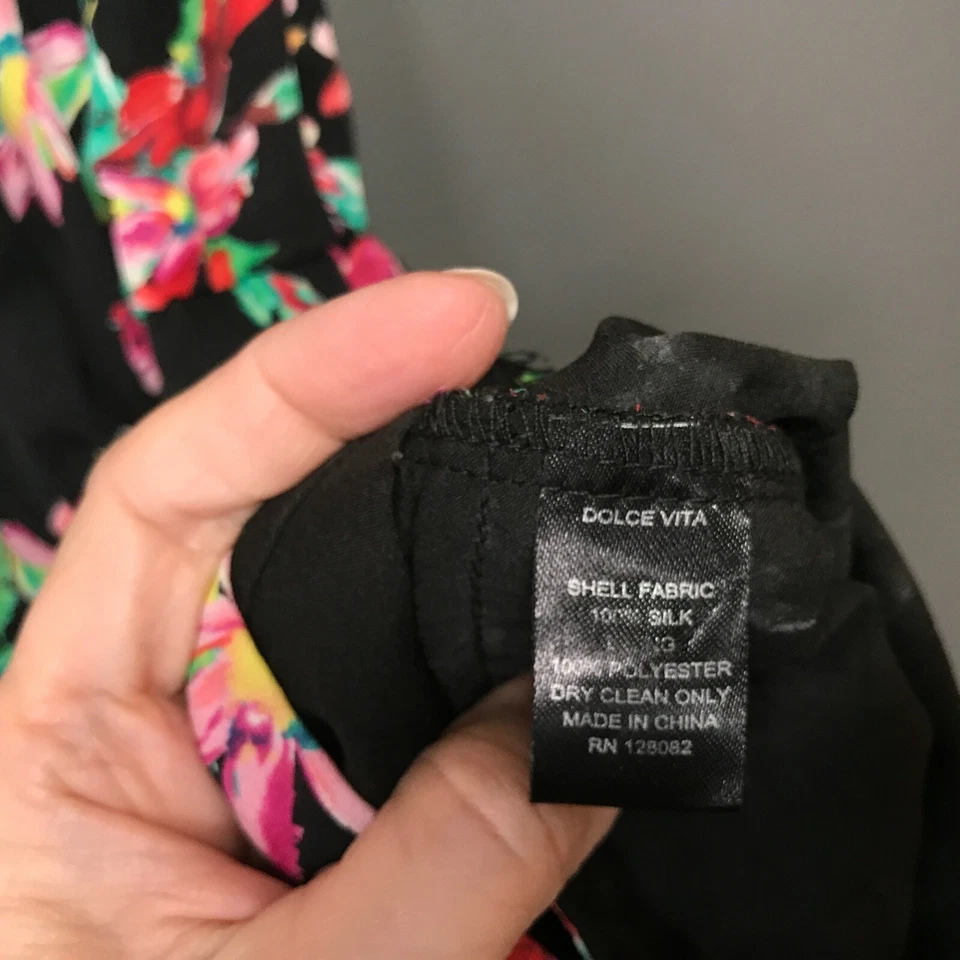 DOLCE VITA
SHELL FABRIC
SILK
100% POLYESTER
DRY CLEAN ONLY
MADE IN CHINA
RN 128082